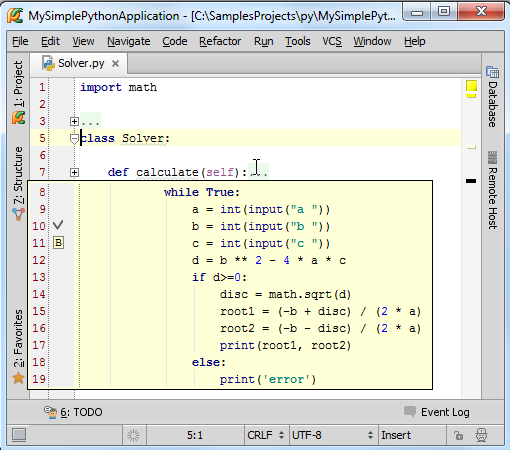 MySimplePythonApplication - [C:\SamplesProjects\py\MySimplePyt...
File Edit View Navigate Code Refactor Run Tools VCS Window Help
Solver.py
1: Project
7: Structure
2: Favorites
1 import math
3 ...
5 class Solver:
7 def calculate(self):...
8 while True:
9 a = int(input("a "))
10 b = int(input("b "))
11 B c = int(input("c "))
12 d = b ** 2 - 4 * a * c
13 if d>=0:
14 disc = math.sqrt(d)
15 root1 = (-b + disc) / (2 * a)
16 root2 = (-b - disc) / (2 * a)
17 print(root1, root2)
18 else:
19 print('error')
Database
Remote Host
6: TODO Event Log
5:1 CRLF UTF-8 Insert